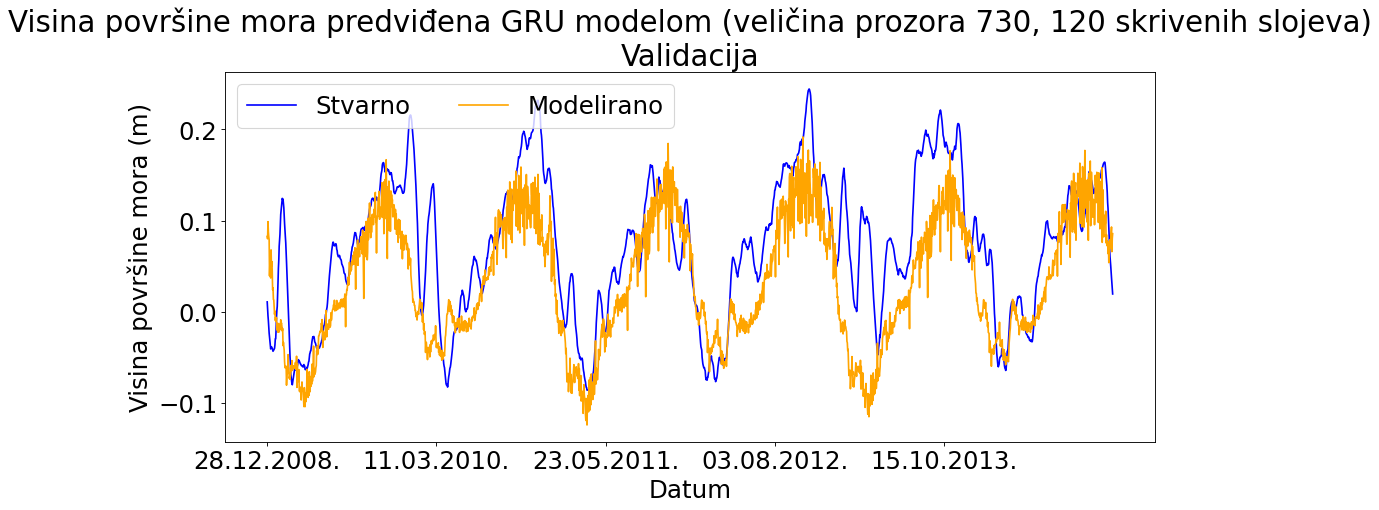 Visina površine mora predviđena GRU modelom (veličina prozora 730, 120 skrivenih slojeva)
Validacija
Stvarno Modelirano
Visina površine mora (m)
0.2
0.1
0.0
−0.1
28.12.2008. 11.03.2010. 23.05.2011. 03.08.2012. 15.10.2013.
Datum